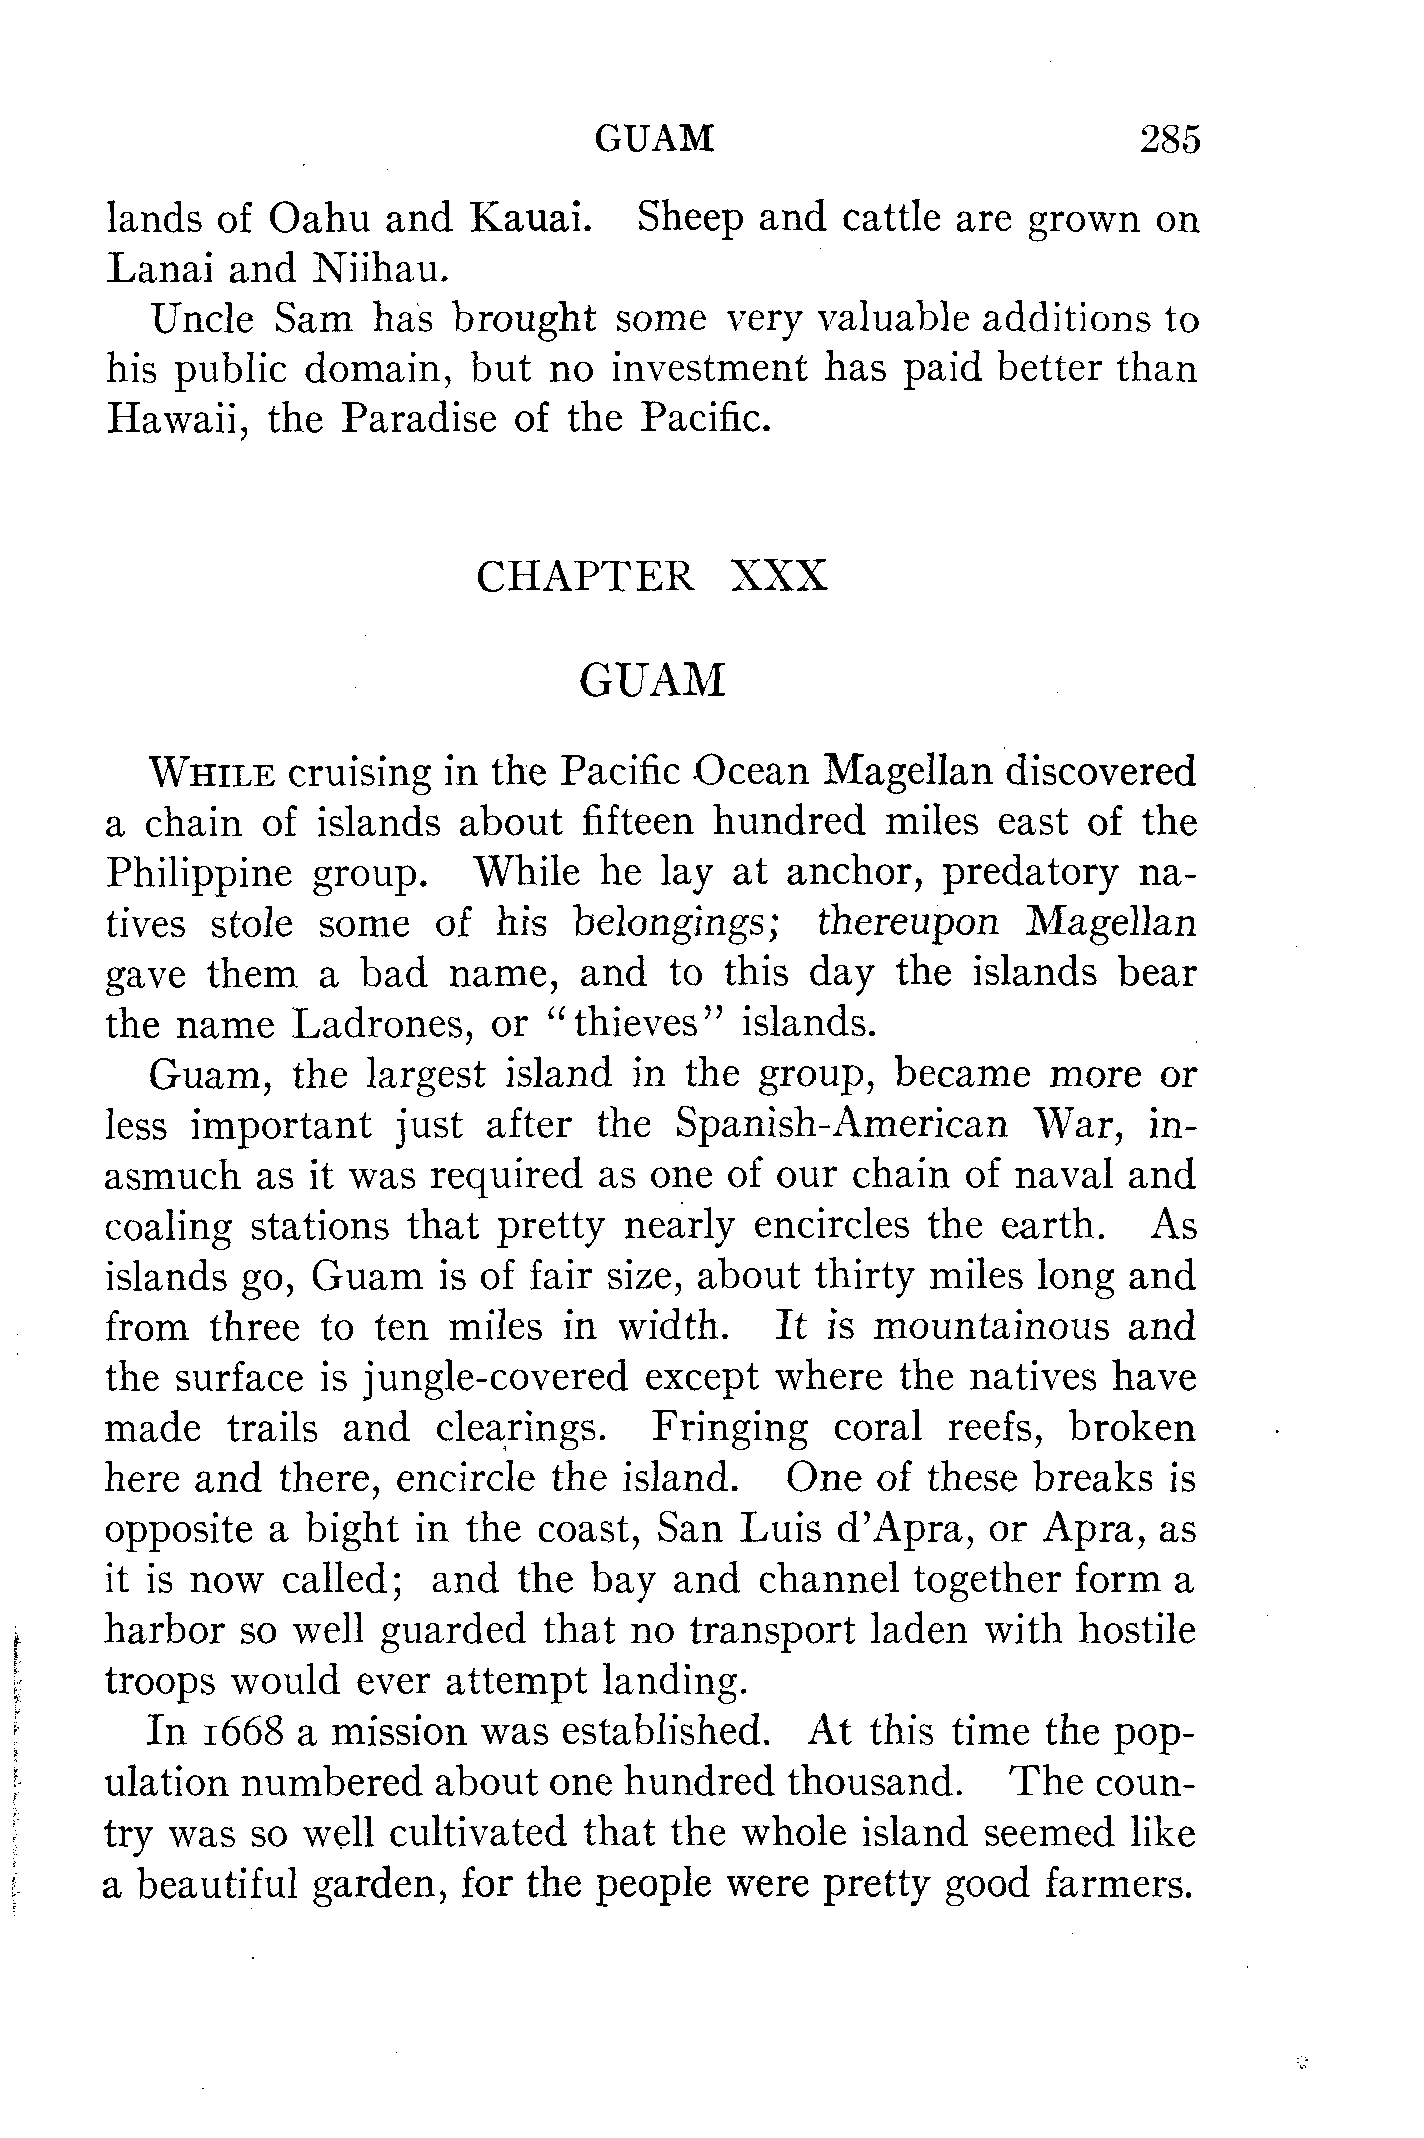 GUAM 285
lands of Oahu and Kauai. Sheep and cattle are grown on
Lanai and Niihau.
Uncle Sam has brought some very valuable additions to
his public domain, but no investment has paid better than
Hawaii, the Paradise of the Pacific.
CHAPTER XXX
GUAM
WHILE cruising in the Pacific Ocean Magellan discovered
a chain of islands about fifteen hundred miles east of the
Philippine group. While he lay at anchor, predatory na-
tives stole some of his belongings; thereupon Magellan
gave them a bad name, and to this day the islands bear
the name Ladrones, or "thieves" islands.
Guam, the largest island in the group, became more or
less important just after the Spanish-American War, in-
asmuch as it was required as one of our chain of naval and
coaling stations that pretty nearly encircles the earth. As
islands go, Guam is of fair size, about thirty miles long and
from three to ten miles in width. It is mountainous and
the surface is jungle-covered except where the natives have
made trails and clearings. Fringing coral reefs, broken
here and there, encircle the island. One of these breaks is
opposite a bight in the coast, San Luis d'Apra, or Apra, as
it is now called; and the bay and channel together form a
harbor so well guarded that no transport laden with hostile
troops would ever attempt landing.
In 1668 a mission was established. At this time the pop-
ulation numbered about one hundred thousand. The coun-
try was so well cultivated that the whole island seemed like
a beautiful garden, for the people were pretty good farmers.